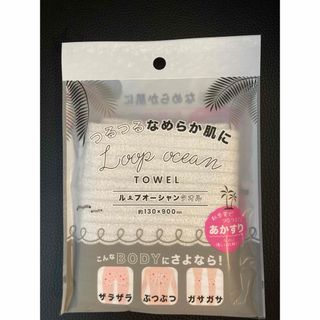 つるつるなめらか肌に
Loop ocean
TOWEL
ループオーシャンタオル
約130×900mm
あかすり
こんなBODYにさよなら!
ザラザラ
ぶつぶつ
ガサガサ